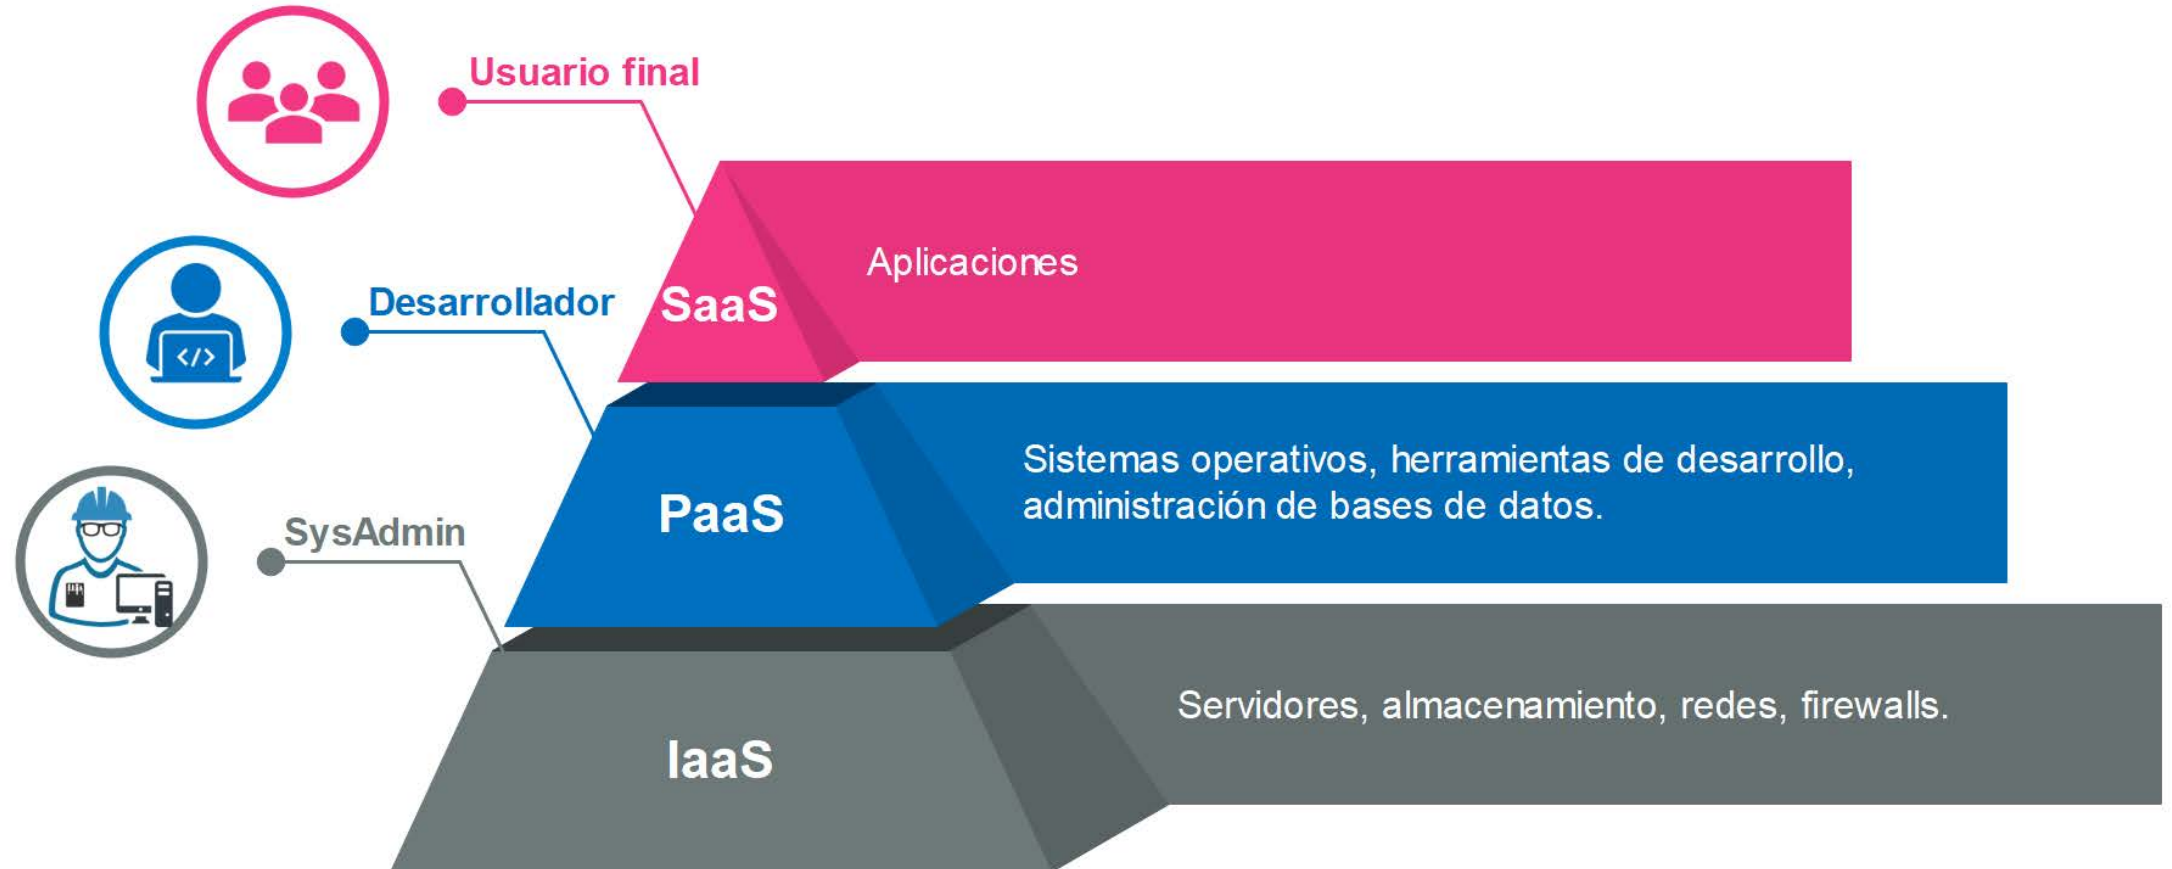 Usuario final
SaaS
Aplicaciones
Desarrollador
</>
PaaS
Sistemas operativos, herramientas de desarrollo,
administración de bases de datos.
SysAdmin
IaaS
Servidores, almacenamiento, redes, firewalls.